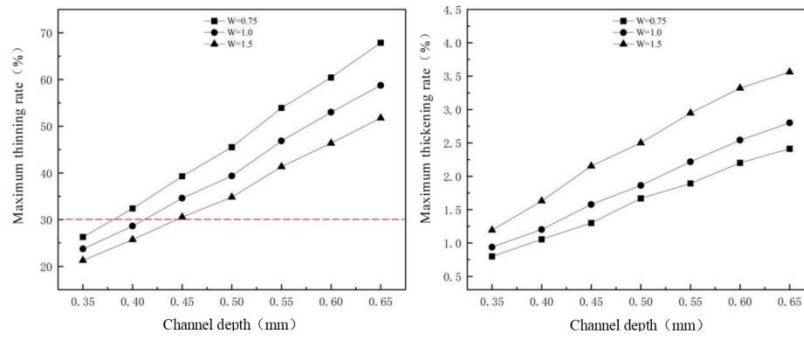 W=0.75
W=1.0
W=1.5
70
60
50
40
30
20
Maximum thinning rate（%）
0.35 0.40 0.45 0.50 0.55 0.60 0.65
Channel depth（mm）
W=0.75
W=1.0
W=1.5
4.5
4.0
3.5
3.0
2.5
2.0
1.5
1.0
0.5
Maximum thickening rate（%）
0.35 0.40 0.45 0.50 0.55 0.60 0.65
Channel depth（mm）